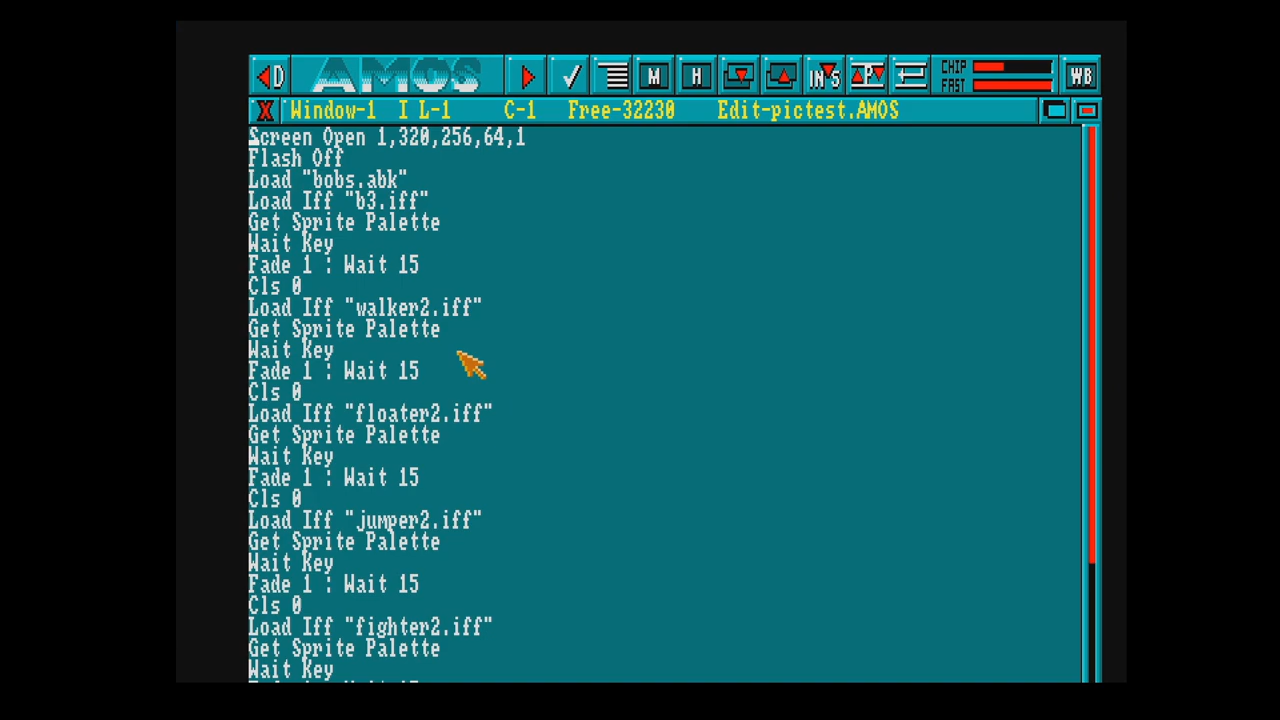 D AMOS M H INS P CHIP FAST WB
X Window-1 I L-1 C-1 Free-32230 Edit-pictest.AMOS
Screen Open 1,320,256,64,1
Flash Off
Load "bobs.abk"
Load Iff "b3.iff"
Get Sprite Palette
Wait Key
Fade 1 : Wait 15
Cls 0
Load Iff "walker2.iff"
Get Sprite Palette
Wait Key
Fade 1 : Wait 15
Cls 0
Load Iff "floater2.iff"
Get Sprite Palette
Wait Key
Fade 1 : Wait 15
Cls 0
Load Iff "jumper2.iff"
Get Sprite Palette
Wait Key
Fade 1 : Wait 15
Cls 0
Load Iff "fighter2.iff"
Get Sprite Palette
Wait Key